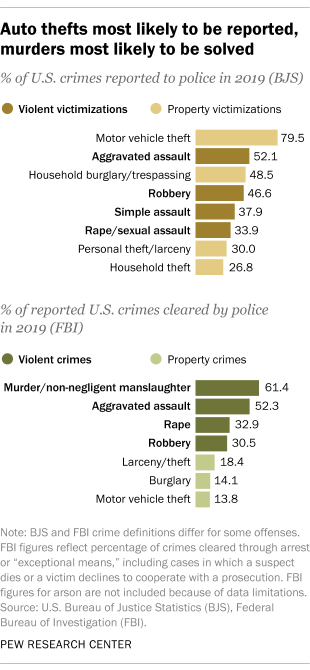 Auto thefts most likely to be reported,
murders most likely to be solved
% of U.S. crimes reported to police in 2019 (BJS)
Violent victimizations Property victimizations
Motor vehicle theft 79.5
Aggravated assault 52.1
Household burglary/trespassing 48.5
Robbery 46.6
Simple assault 37.9
Rape/sexual assault 33.9
Personal theft/larceny 30.0
Household theft 26.8
% of reported U.S. crimes cleared by police
in 2019 (FBI)
Violent crimes Property crimes
Murder/non-negligent manslaughter 61.4
Aggravated assault 52.3
Rape 32.9
Robbery 30.5
Larceny/theft 18.4
Burglary 14.1
Motor vehicle theft 13.8
Note: BJS and FBI crime definitions differ for some offenses.
FBI figures reflect percentage of crimes cleared through arrest
or “exceptional means,” including cases in which a suspect
dies or a victim declines to cooperate with a prosecution. FBI
figures for arson are not included because of data limitations.
Source: U.S. Bureau of Justice Statistics (BJS), Federal
Bureau of Investigation (FBI).
PEW RESEARCH CENTER